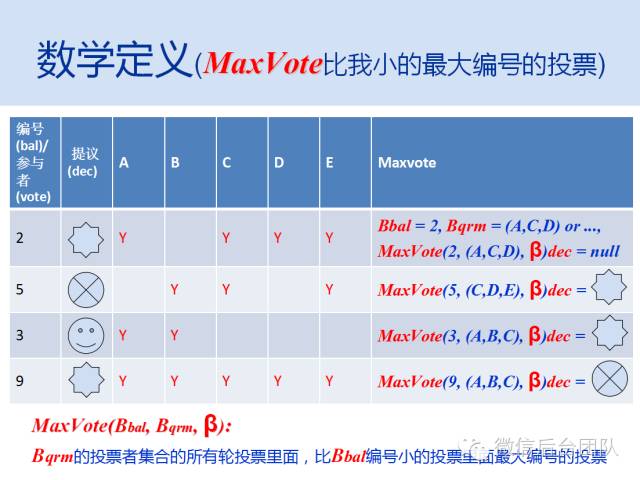 数学定义(MaxVote比我小的最大编号的投票)
编号(bal)/参与者(vote) 提议(dec) A B C D E Maxvote
2 Y Y Y Y Bbal = 2, Bqrm = (A,C,D) or ...,
MaxVote(2, (A,C,D), β)dec = null
5 Y Y Y MaxVote(5, (C,D,E), β)dec =
3 Y Y MaxVote(3, (A,B,C), β)dec =
9 Y Y Y Y Y MaxVote(9, (A,B,C), β)dec =
MaxVote(Bbal, Bqrm, β):
Bqrm的投票者集合的所有轮投票里面，比Bbal编号小的投票里面最大编号的投票
微信后台团队